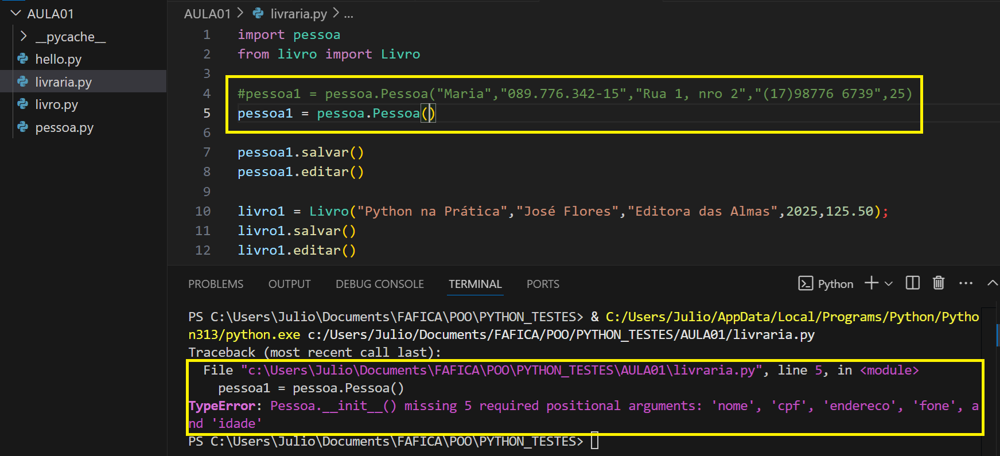 AULA01
__pycache__
hello.py
livraria.py
livro.py
pessoa.py
AULA01 > livraria.py > ...
1 import pessoa
2 from livro import Livro
3
4 #pessoa1 = pessoa.Pessoa("Maria","089.776.342-15","Rua 1, nro 2","(17)98776 6739",25)
5 pessoa1 = pessoa.Pessoa()
6
7 pessoa1.salvar()
8 pessoa1.editar()
9
10 livro1 = Livro("Python na Prática","José Flores","Editora das Almas",2025,125.50);
11 livro1.salvar()
12 livro1.editar()
PROBLEMS OUTPUT DEBUG CONSOLE TERMINAL PORTS Python
PS C:\Users\Julio\Documents\FAFICA\POO\PYTHON_TESTES> & C:/Users/Julio/AppData/Local/Programs/Python/Pytho
n313/python.exe c:/Users/Julio/Documents/FAFICA/POO/PYTHON_TESTES/AULA01/livraria.py
Traceback (most recent call last):
File "c:\Users\Julio\Documents\FAFICA\POO\PYTHON_TESTES\AULA01\livraria.py", line 5, in <module>
pessoa1 = pessoa.Pessoa()
TypeError: Pessoa.__init__() missing 5 required positional arguments: 'nome', 'cpf', 'endereco', 'fone', a
nd 'idade'
PS C:\Users\Julio\Documents\FAFICA\POO\PYTHON_TESTES>